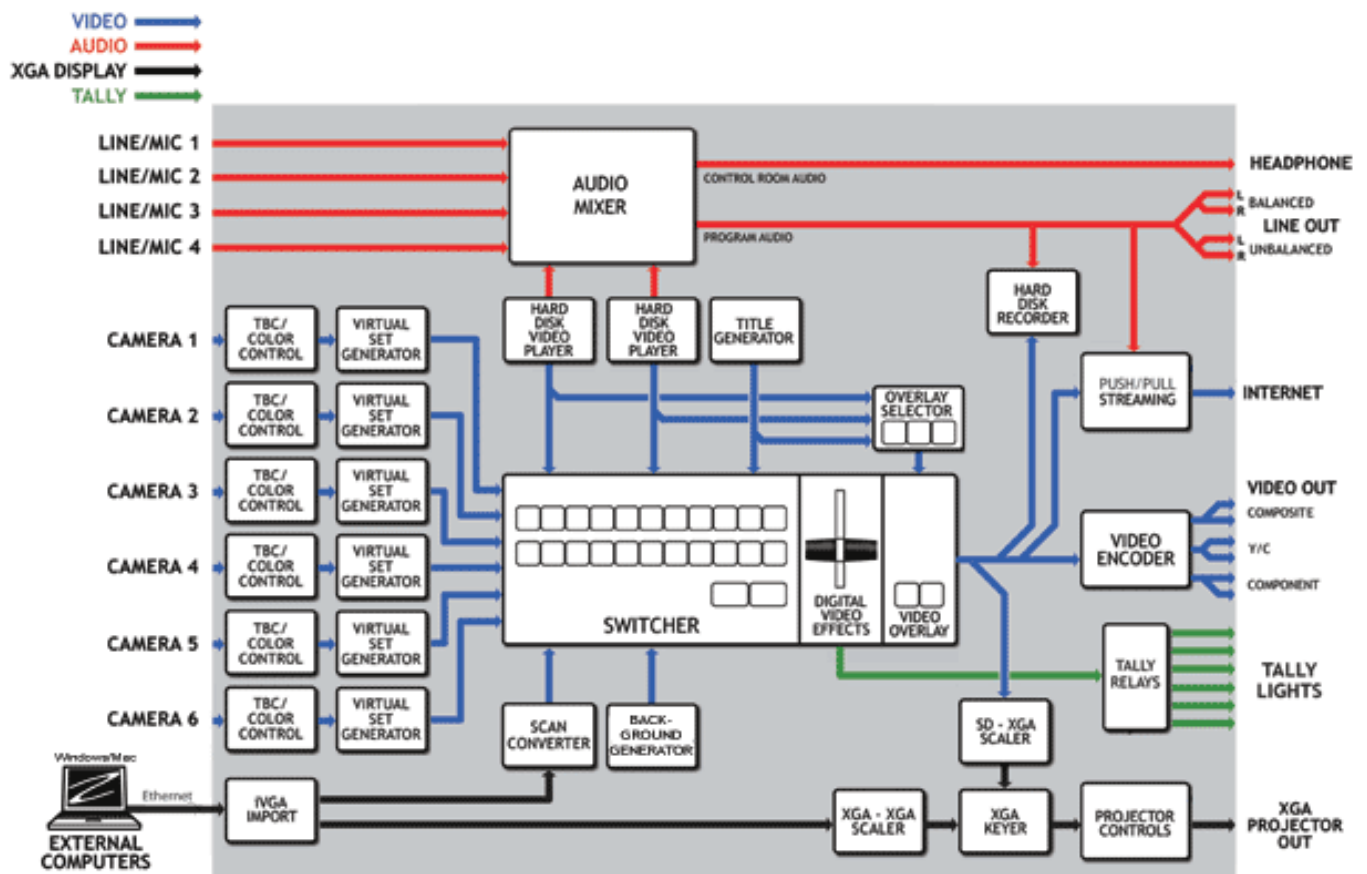 VIDEO
AUDIO
XGA DISPLAY
TALLY
LINE/MIC 1
LINE/MIC 2
LINE/MIC 3
LINE/MIC 4
AUDIO
MIXER
CONTROL ROOM AUDIO
PROGRAM AUDIO
HEADPHONE
L
R
BALANCED
LINE OUT
L
R
UNBALANCED
HARD
DISK
VIDEO
PLAYER
HARD
DISK
VIDEO
PLAYER
TITLE
GENERATOR
HARD
DISK
RECORDER
CAMERA 1
TBC/
COLOR
CONTROL
VIRTUAL
SET
GENERATOR
CAMERA 2
TBC/
COLOR
CONTROL
VIRTUAL
SET
GENERATOR
CAMERA 3
TBC/
COLOR
CONTROL
VIRTUAL
SET
GENERATOR
CAMERA 4
TBC/
COLOR
CONTROL
VIRTUAL
SET
GENERATOR
CAMERA 5
TBC/
COLOR
CONTROL
VIRTUAL
SET
GENERATOR
CAMERA 6
TBC/
COLOR
CONTROL
VIRTUAL
SET
GENERATOR
OVERLAY
SELECTOR
PUSH/PULL
STREAMING
INTERNET
SWITCHER
DIGITAL
VIDEO
EFFECTS
VIDEO
OVERLAY
VIDEO
ENCODER
VIDEO OUT
COMPOSITE
Y/C
COMPONENT
TALLY
RELAYS
TALLY
LIGHTS
SCAN
CONVERTER
BACK-
GROUND
GENERATOR
SD - XGA
SCALER
Windows/Mac
Ethernet
EXTERNAL
COMPUTERS
IVGA
IMPORT
XGA - XGA
SCALER
XGA
KEYER
PROJECTOR
CONTROLS
XGA
PROJECTOR
OUT